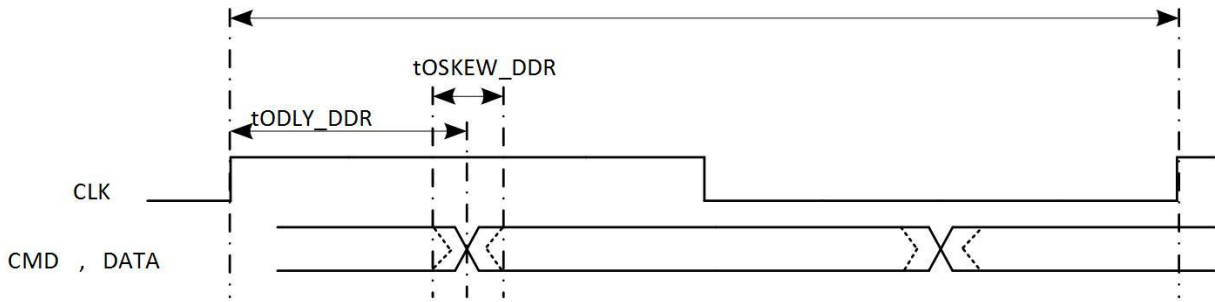 tOSKEW_DDR
tODLY_DDR
CLK
CMD , DATA